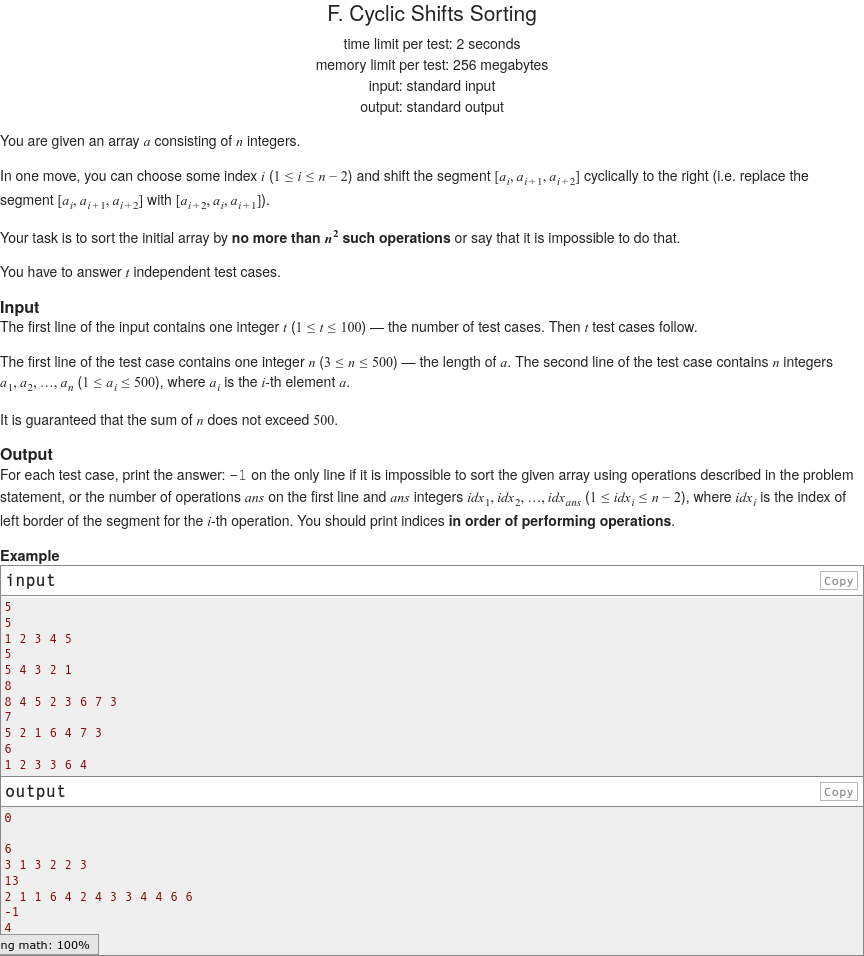 F. Cyclic Shifts Sorting
time limit per test: 2 seconds
memory limit per test: 256 megabytes
input: standard input
output: standard output
You are given an array a consisting of n integers.
In one move, you can choose some index i (1 ≤ i ≤ n − 2) and shift the segment [a_i, a_{i+1}, a_{i+2}] cyclically to the right (i.e. replace the
segment [a_i, a_{i+1}, a_{i+2}] with [a_{i+2}, a_i, a_{i+1}]).
Your task is to sort the initial array by no more than n² such operations or say that it is impossible to do that.
You have to answer t independent test cases.
Input
The first line of the input contains one integer t (1 ≤ t ≤ 100) — the number of test cases. Then t test cases follow.
The first line of the test case contains one integer n (3 ≤ n ≤ 500) — the length of a. The second line of the test case contains n integers
a_1, a_2, …, a_n (1 ≤ a_i ≤ 500), where a_i is the i-th element a.
It is guaranteed that the sum of n does not exceed 500.
Output
For each test case, print the answer: −1 on the only line if it is impossible to sort the given array using operations described in the problem
statement, or the number of operations ans on the first line and ans integers idx_1, idx_2, …, idx_{ans} (1 ≤ idx_i ≤ n − 2), where idx_i is the index of
left border of the segment for the i-th operation. You should print indices in order of performing operations.
Example
input Copy
5
5
1 2 3 4 5
5
5 4 3 2 1
8
8 4 5 2 3 6 7 3
7
5 2 1 6 4 7 3
6
1 2 3 3 6 4
output Copy
0
6
3 1 3 2 2 3
13
2 1 1 6 4 2 4 3 3 4 4 6 6
-1
4
ng math: 100%